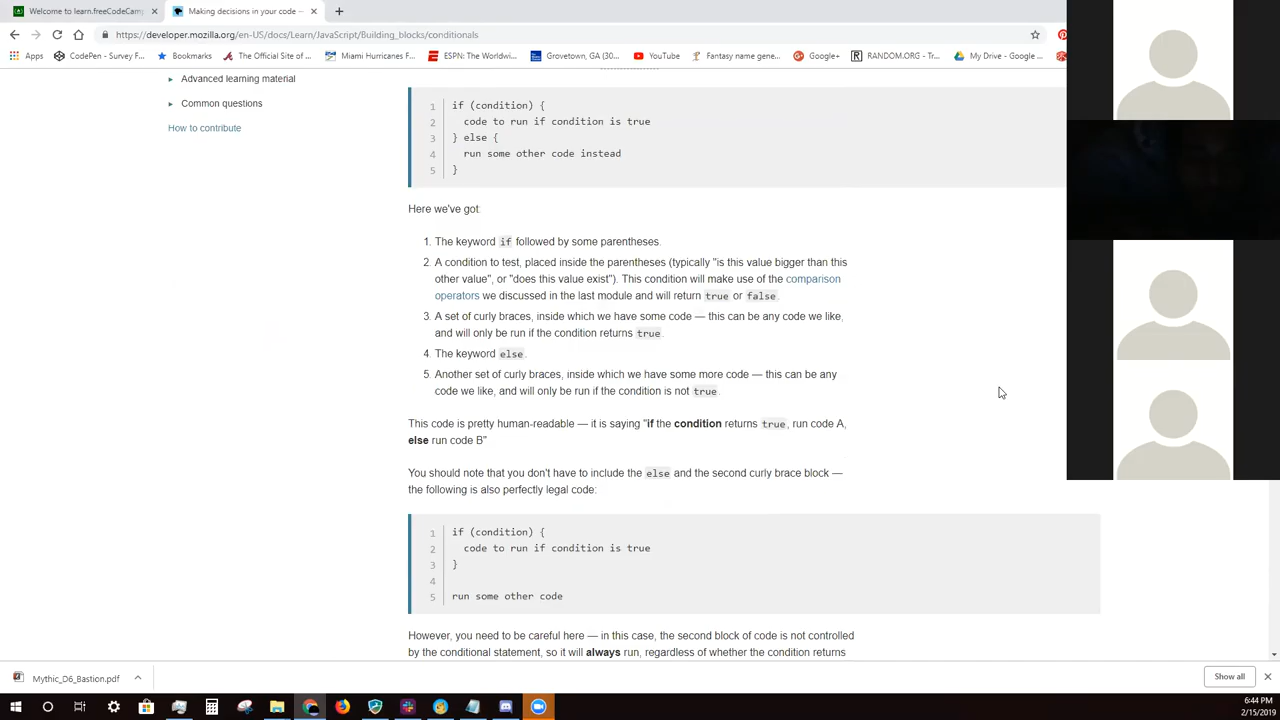 Welcome to learn.freeCodeCamp
Making decisions in your code —
https://developer.mozilla.org/en-US/docs/Learn/JavaScript/Building_blocks/conditionals
Apps CodePen - Survey F... Bookmarks The Official Site of ... Miami Hurricanes F... ESPN: The Worldwi... Grovetown, GA (30... YouTube Fantasy name gene... Google+ RANDOM.ORG - Tr... My Drive - Google ...
Advanced learning material
Common questions
How to contribute
1 if (condition) {
2 code to run if condition is true
3 } else {
4 run some other code instead
5 }
Here we've got:
1. The keyword if followed by some parentheses.
2. A condition to test, placed inside the parentheses (typically "is this value bigger than this
other value", or "does this value exist"). This condition will make use of the comparison
operators we discussed in the last module and will return true or false.
3. A set of curly braces, inside which we have some code — this can be any code we like,
and will only be run if the condition returns true.
4. The keyword else.
5. Another set of curly braces, inside which we have some more code — this can be any
code we like, and will only be run if the condition is not true.
This code is pretty human-readable — it is saying "if the condition returns true, run code A,
else run code B"
You should note that you don't have to include the else and the second curly brace block —
the following is also perfectly legal code:
1 if (condition) {
2 code to run if condition is true
3 }
4
5 run some other code
However, you need to be careful here — in this case, the second block of code is not controlled
by the conditional statement, so it will always run, regardless of whether the condition returns
Mythic_D6_Bastion.pdf
Show all
6:44 PM
2/15/2019